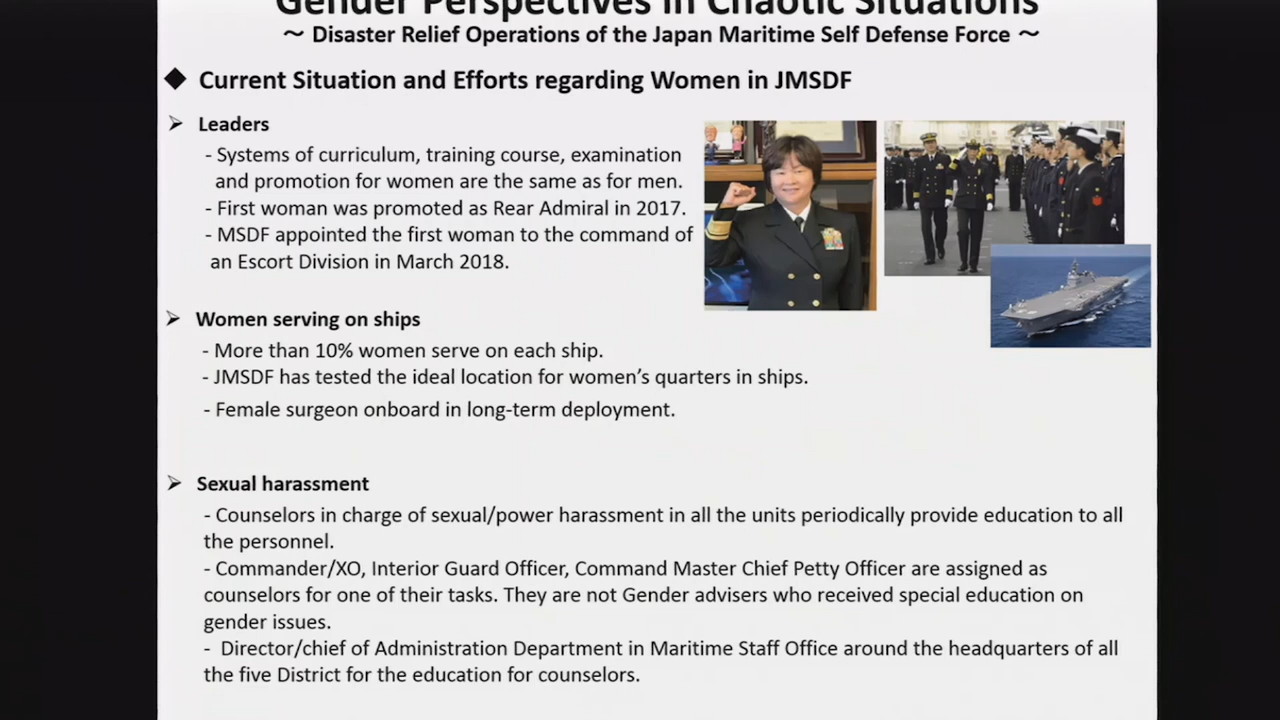 Gender Perspectives in Chaotic Situations
～ Disaster Relief Operations of the Japan Maritime Self Defense Force ～
◆ Current Situation and Efforts regarding Women in JMSDF
➢ Leaders
- Systems of curriculum, training course, examination
and promotion for women are the same as for men.
- First woman was promoted as Rear Admiral in 2017.
- MSDF appointed the first woman to the command of
an Escort Division in March 2018.
➢ Women serving on ships
- More than 10% women serve on each ship.
- JMSDF has tested the ideal location for women’s quarters in ships.
- Female surgeon onboard in long-term deployment.
➢ Sexual harassment
- Counselors in charge of sexual/power harassment in all the units periodically provide education to all
the personnel.
- Commander/XO, Interior Guard Officer, Command Master Chief Petty Officer are assigned as
counselors for one of their tasks. They are not Gender advisers who received special education on
gender issues.
- Director/chief of Administration Department in Maritime Staff Office around the headquarters of all
the five District for the education for counselors.